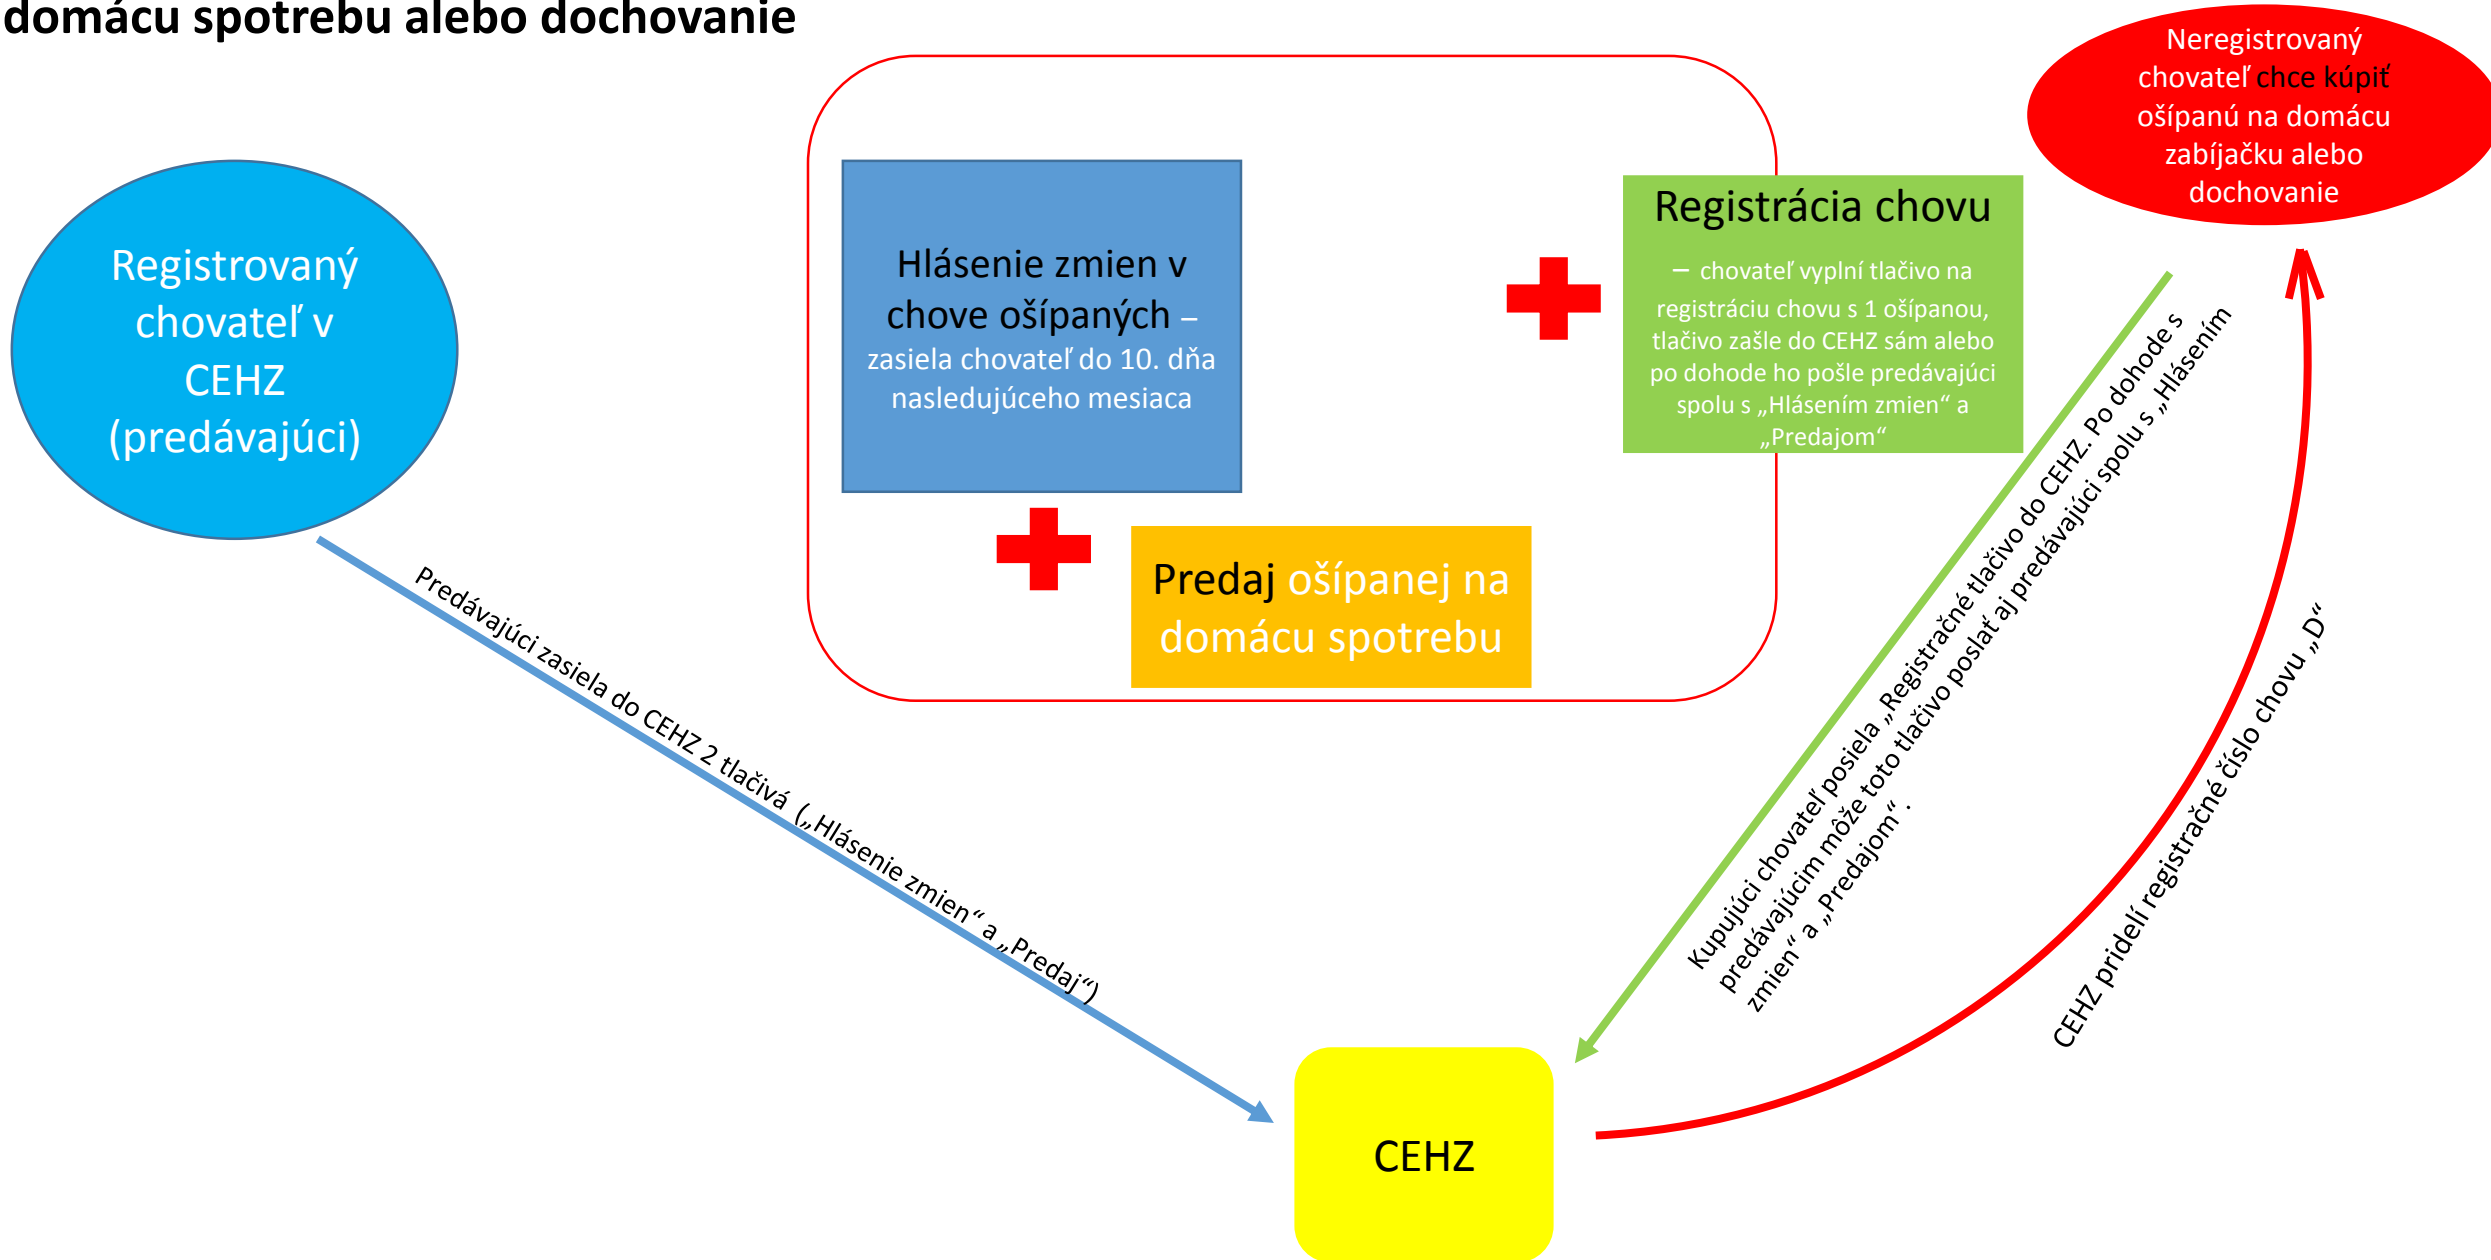 domácu spotrebu alebo dochovanie
Neregistrovaný
chovateľ chce kúpiť
ošípanú na domácu
zabíjačku alebo
dochovanie
Registrovaný
chovateľ v
CEHZ
(predávajúci)
Hlásenie zmien v
chove ošípaných –
zasiela chovateľ do 10. dňa
nasledujúceho mesiaca
Registrácia chovu
– chovateľ vyplní tlačivo na
registráciu chovu s 1 ošípanou,
tlačivo zašle do CEHZ sám alebo
po dohode ho pošle predávajúci
spolu s „Hlásením zmien“ a
„Predajom“
Predaj ošípanej na
domácu spotrebu
Predávajúci zasiela do CEHZ 2 tlačivá („Hlásenie zmien“ a „Predaj“)
Kupujúci chovateľ posiela „Registračné tlačivo do CEHZ. Po dohode s
predávajúcim môže toto tlačivo poslať aj predávajúci spolu s „Hlásením
zmien“ a „Predajom“.
CEHZ pridelí registračné číslo chovu „D“
CEHZ